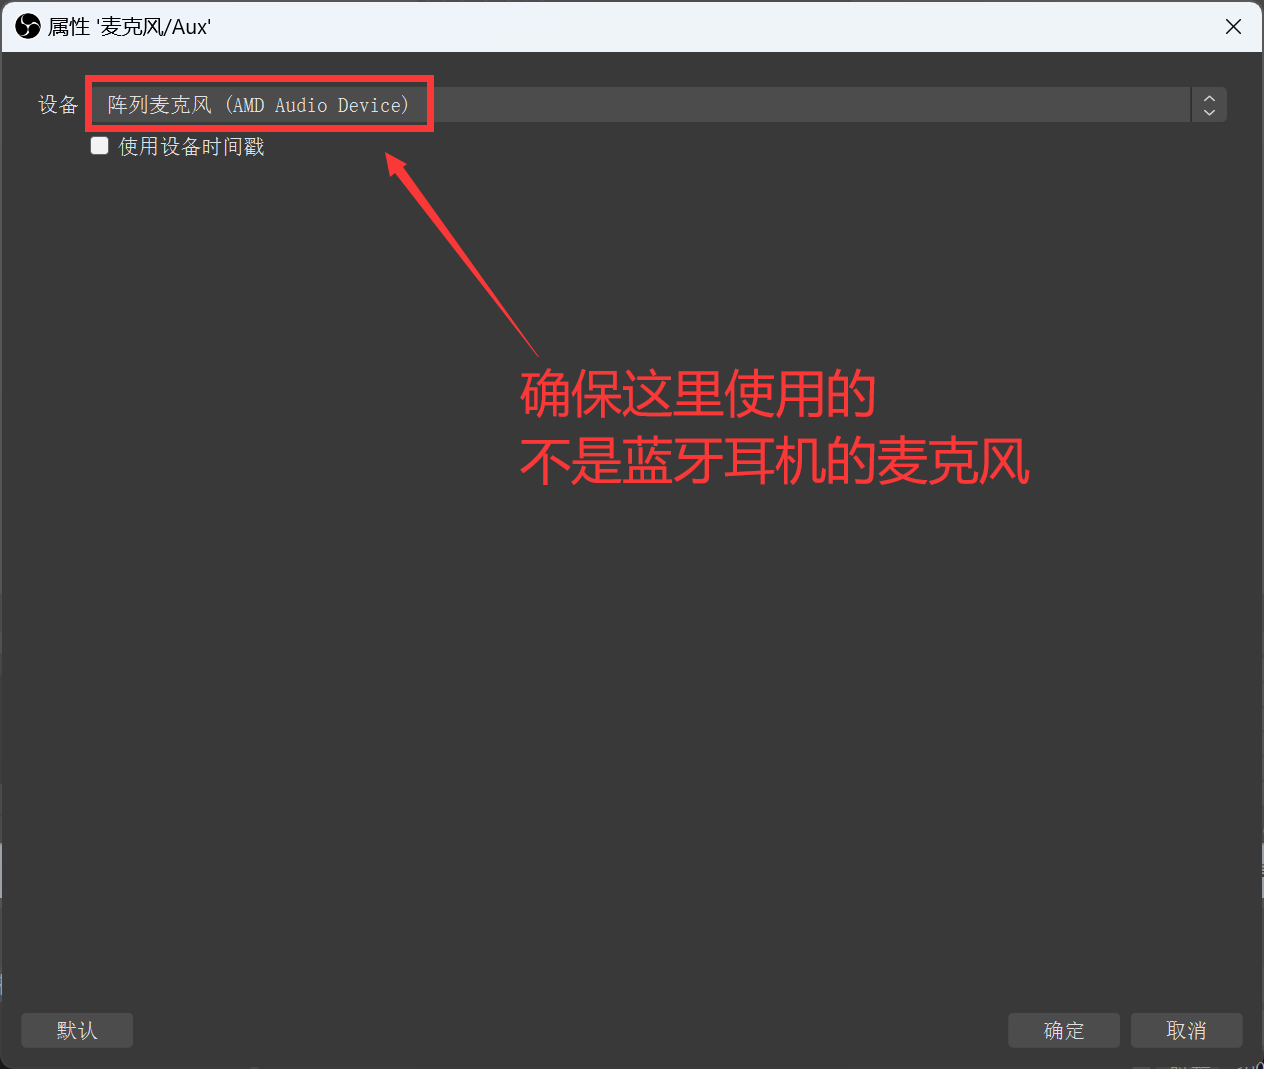 属性 '麦克风/Aux'
设备 阵列麦克风 (AMD Audio Device)
使用设备时间戳
确保这里使用的
不是蓝牙耳机的麦克风
默认 确定 取消